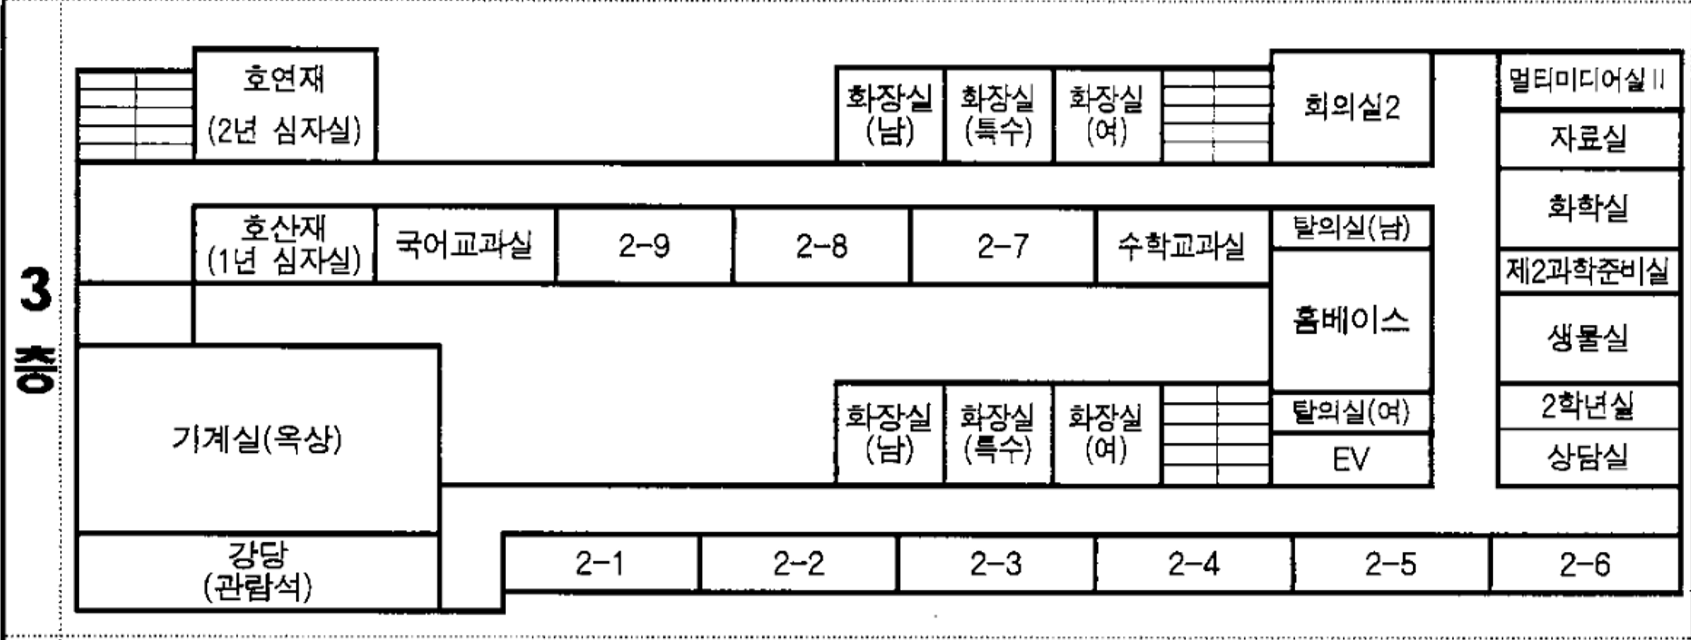 3
층
호연재
(2년 심자실)
화장실
(남)
화장실
(특수)
화장실
(여)
회의실2
멀티미디어실Ⅱ
자료실
화학실
제2과학준비실
생물실
2학년실
상담실
호산재
(1년 심자실)
국어교과실
2-9
2-8
2-7
수학교과실
탈의실(남)
홈베이스
탈의실(여)
EV
화장실
(남)
화장실
(특수)
화장실
(여)
기계실(옥상)
강당
(관람석)
2-1
2-2
2-3
2-4
2-5
2-6